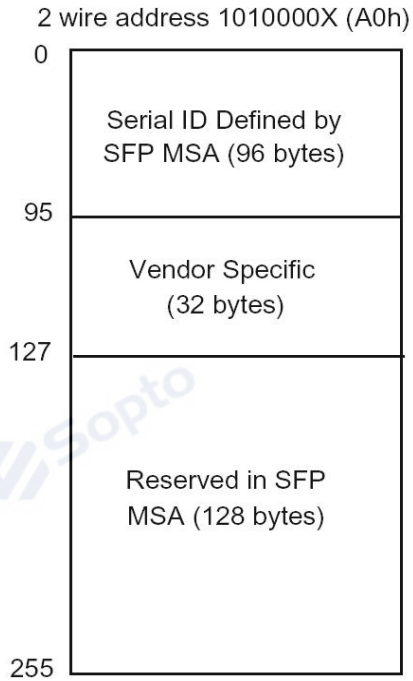 2 wire address 1010000X (A0h)
0
Serial ID Defined by
SFP MSA (96 bytes)
95
Vendor Specific
(32 bytes)
127
Sopto
Reserved in SFP
MSA (128 bytes)
255